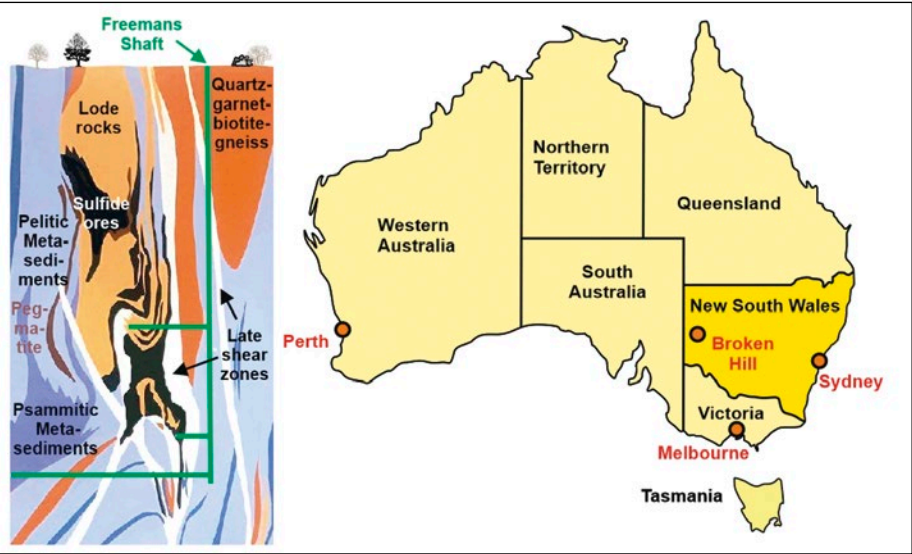 Freemans
Shaft
Lode
rocks
Quartz-
garnet-
biotite-
gneiss
Sulfide
ores
Pelitic
Meta-
sedi-
ments
Peg-
ma-
tite
Late
shear
zones
Psammitic
Meta-
sediments
Northern
Territory
Queensland
Western
Australia
South
Australia
New South Wales
Perth
Broken
Hill
Sydney
Victoria
Melbourne
Tasmania